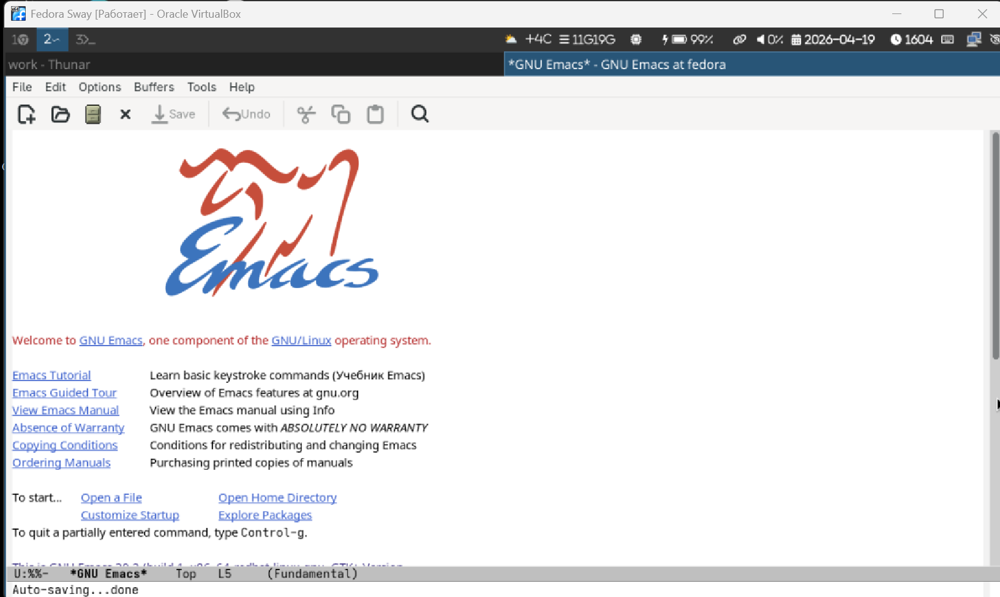 Fedora Sway [Работает] - Oracle VirtualBox
1 2 3 +4C 11G19G 99% 0% 2026-04-19 1604
work - Thunar *GNU Emacs* - GNU Emacs at fedora
File Edit Options Buffers Tools Help
Save Undo
Emacs
Welcome to GNU Emacs, one component of the GNU/Linux operating system.
Emacs Tutorial Learn basic keystroke commands (Учебник Emacs)
Emacs Guided Tour Overview of Emacs features at gnu.org
View Emacs Manual View the Emacs manual using Info
Absence of Warranty GNU Emacs comes with ABSOLUTELY NO WARRANTY
Copying Conditions Conditions for redistributing and changing Emacs
Ordering Manuals Purchasing printed copies of manuals
To start... Open a File Open Home Directory
Customize Startup Explore Packages
To quit a partially entered command, type Control-g.
U:%%- *GNU Emacs* Top L5 (Fundamental)
Auto-saving...done